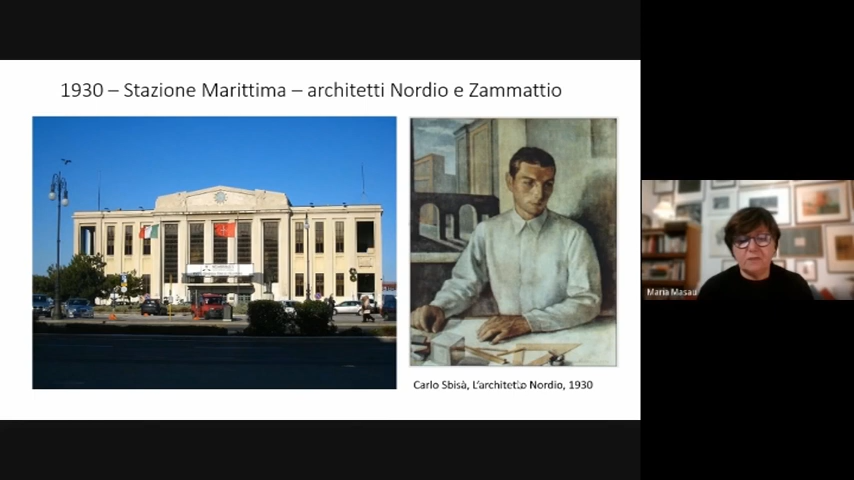 1930 – Stazione Marittima – architetti Nordio e Zammattio
Carlo Sbisà, L'architetto Nordio, 1930
Maria Masau